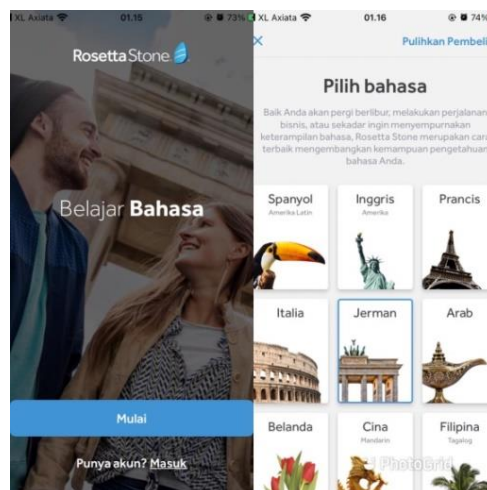 XL Axiata
01.15
73%
Rosetta Stone
Belajar Bahasa
Mulai
Punya akun? Masuk
XL Axiata
01.16
74%
Pulihkan Pembeli
Pilih bahasa
Baik Anda akan pergi berlibur, melakukan perjalanan
bisnis, atau sekadar ingin menyempurnakan
keterampilan bahasa, Rosetta Stone merupakan cara
terbaik mengembangkan kemampuan pengetahuan
bahasa Anda.
Spanyol
Amerika Latin
Inggris
Amerika
Prancis
Italia
Jerman
Arab
Belanda
Cina
Mandarin
Filipina
Tagalog
PhotoGrid